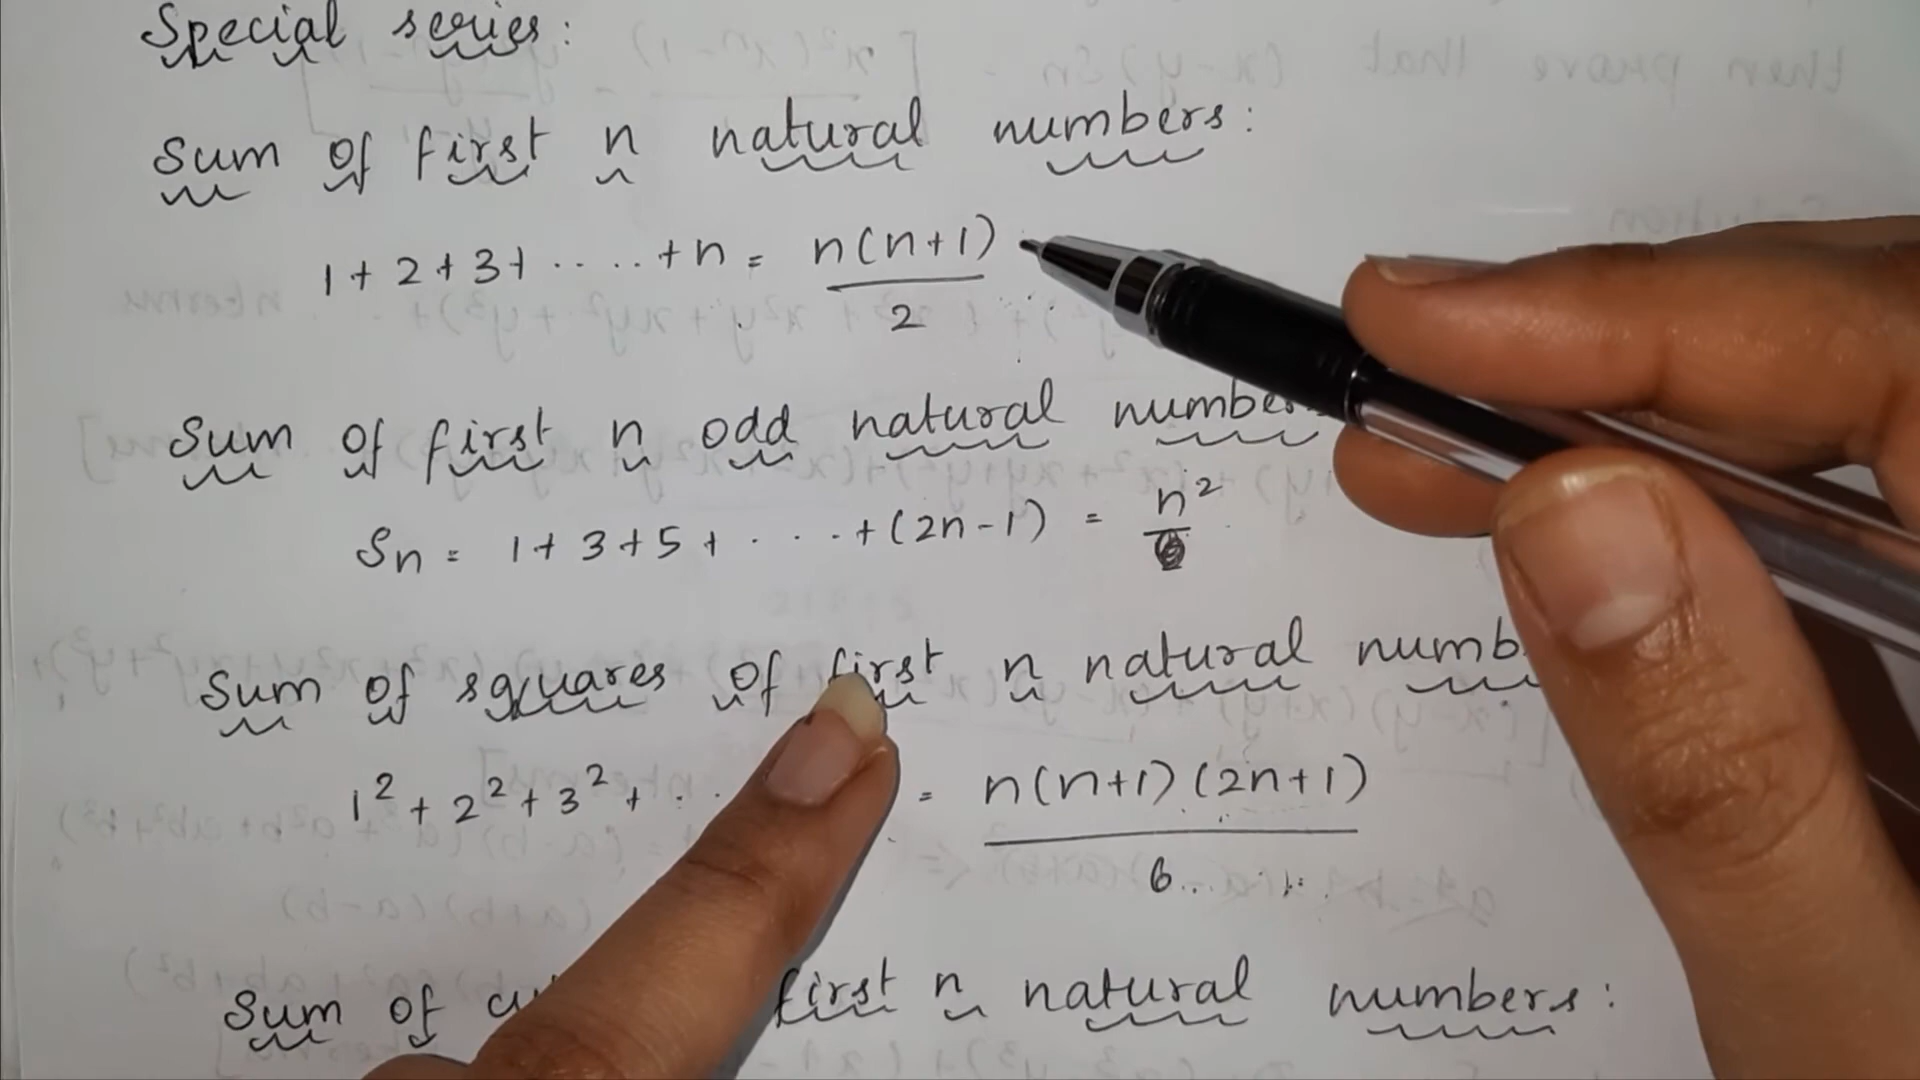 Special series:
Sum of first n natural numbers:
1 + 2 + 3 + ..... + n = n(n+1)
2
Sum of first n odd natural
Sn = 1 + 3 + 5 + ....+ (2n - 1) = n²
Sum of squares of first n natural
1² + 2² + 3² + .. = n(n+1)(2n+1)
6
Sum of first n natural numbers: